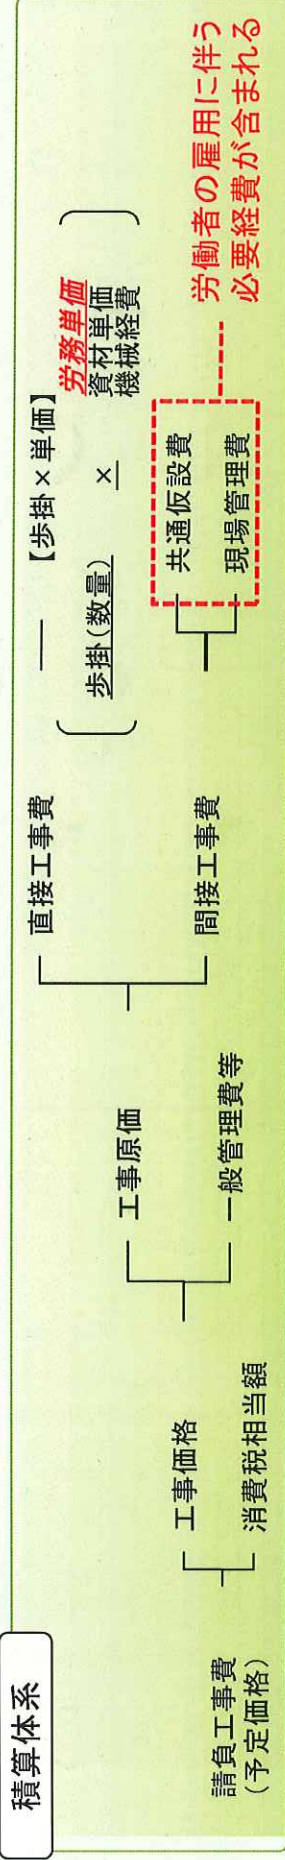 積算体系
請負工事費
(予定価格)
工事価格
消費税相当額
工事原価
一般管理費等
直接工事費
間接工事費
【歩掛×単価】
歩掛(数量)
×
労務単価
資材単価
機械経費
共通仮設費
現場管理費
労働者の雇用に伴う
必要経費が含まれる